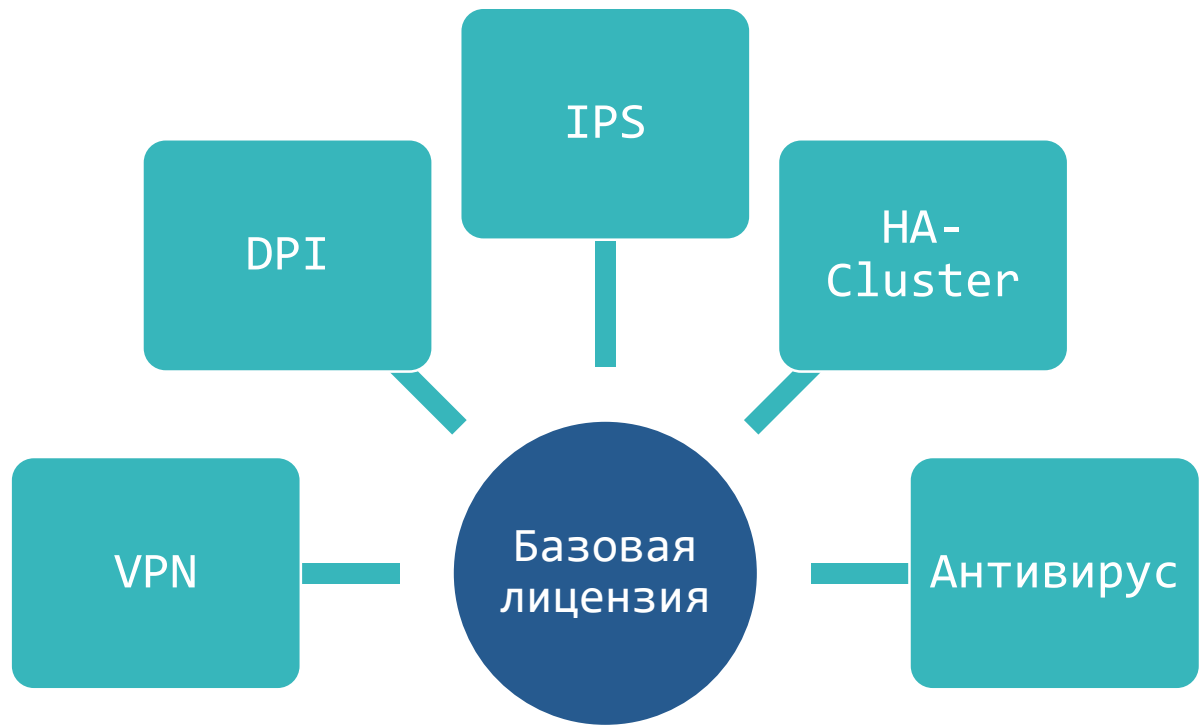 IPS
DPI
HA-
Cluster
VPN
Базовая
лицензия
Антивирус